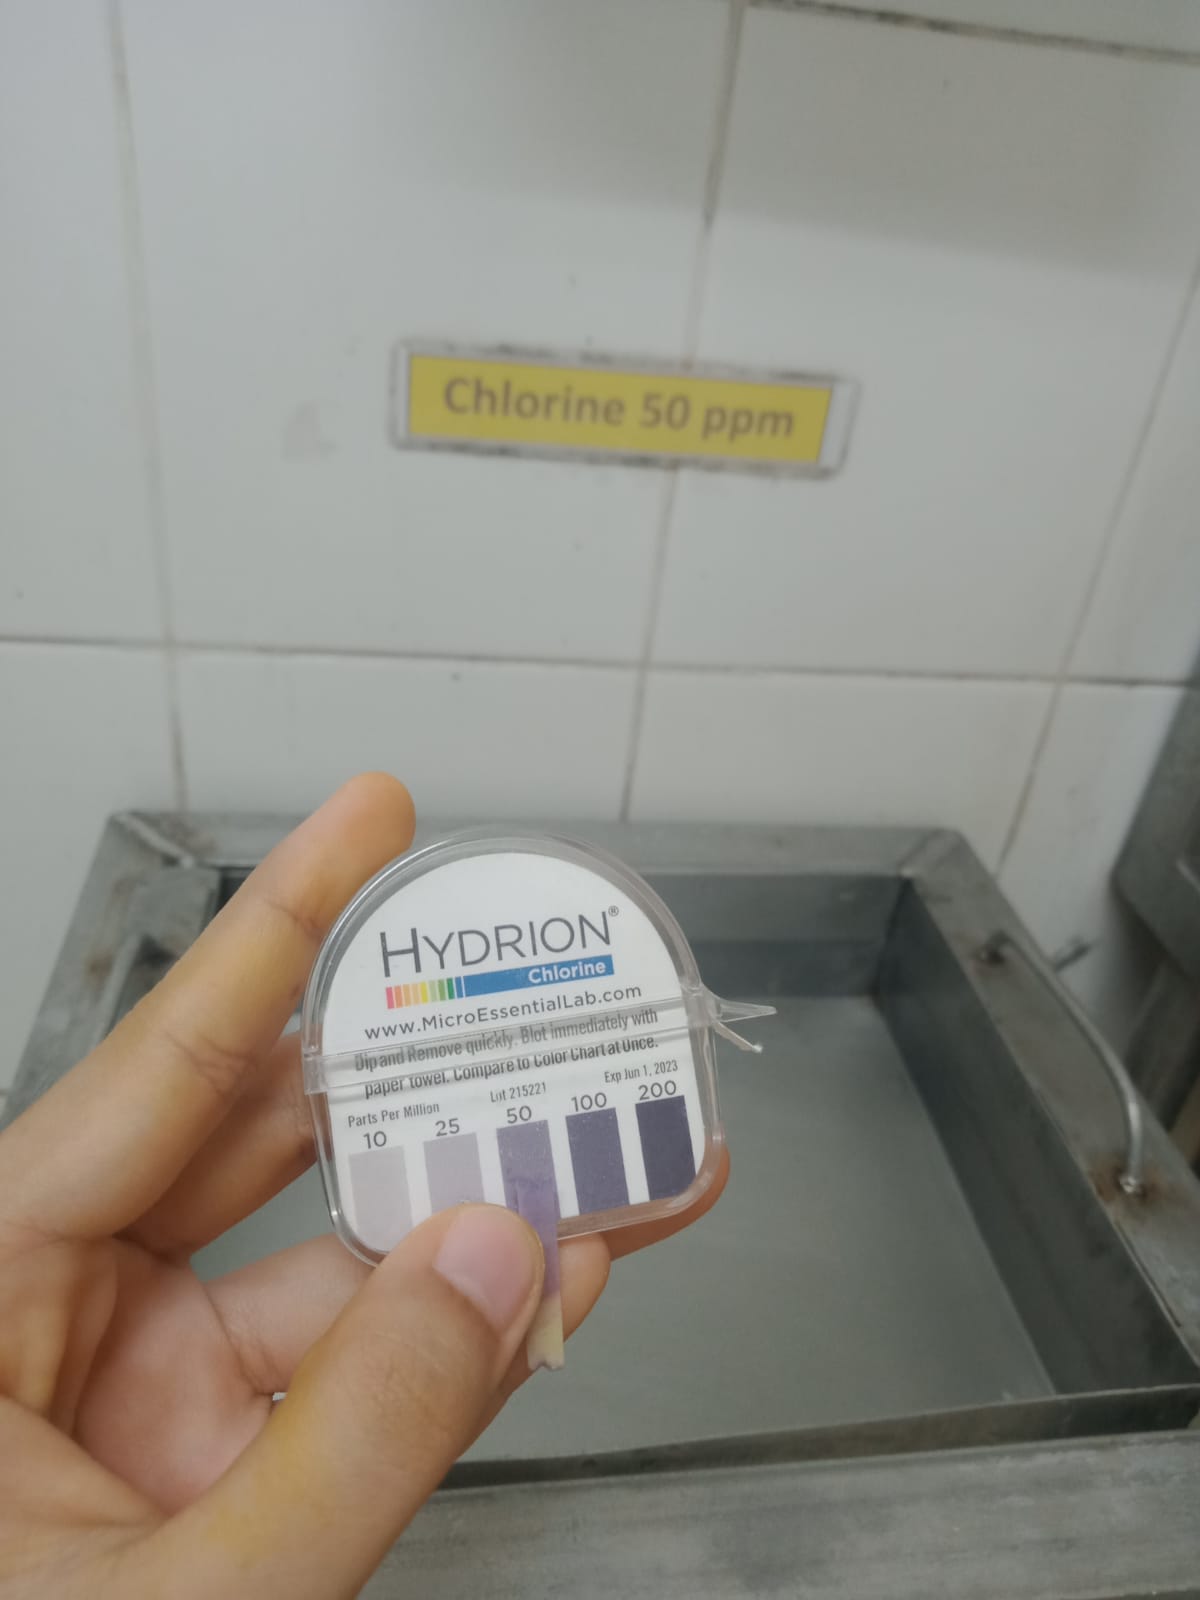 Chlorine 50 ppm
HYDRION®
Chlorine
www.MicroEssentialLab.com
Dip and Remove quickly. Blot immediately with
paper towel. Compare to Color Chart at Once.
Parts Per Million Lot 215221 Exp Jun 1, 2023
10 25 50 100 200